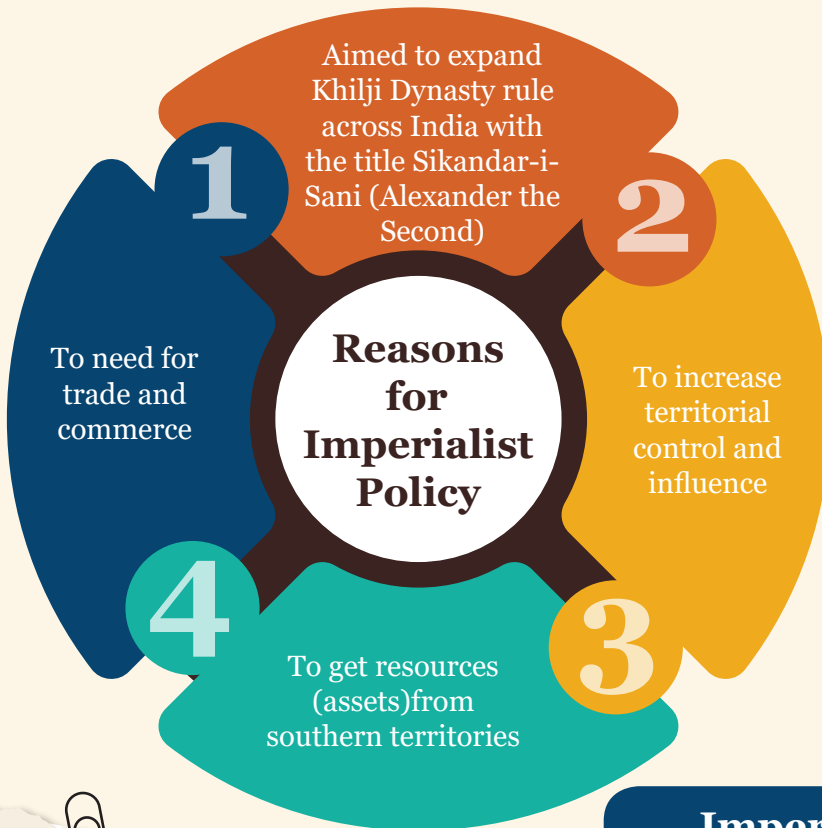 Reasons
for
Imperialist
Policy
1
To need for
trade and
commerce
2
Aimed to expand
Khilji Dynasty rule
across India with
the title Sikandar-i-
Sani (Alexander the
Second)
3
To increase
territorial
control and
influence
4
To get resources
(assets)from
southern territories